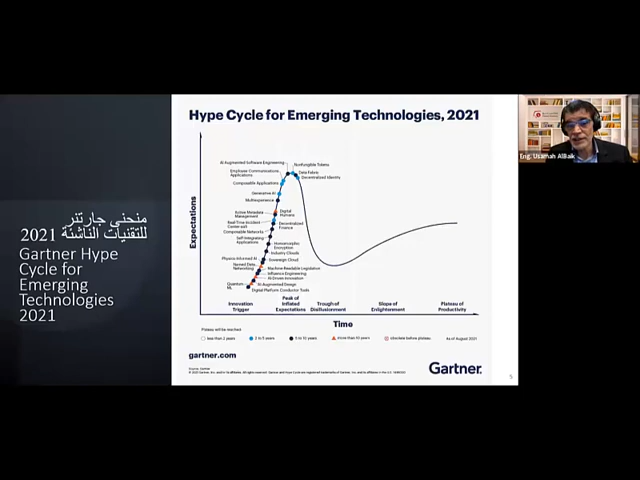 Hype Cycle for Emerging Technologies, 2021
Eng. Usamah AlBaik
منحنى جارتنر
للتقنيات الناشئة 2021
Gartner Hype
Cycle for
Emerging
Technologies
2021
Expectations
AI Augmented Software Engineering
Nonfungible Tokens
Employee Communications
Applications
Data Fabric
Decentralized Identity
Composable Applications
Generative AI
Multiexperience
Active Metadata
Management
Digital
Humans
Real-Time Incident
Center-aaS
Decentralized
Finance
Composable Networks
Self-Integrating
Applications
Homomorphic
Encryption
Industry Clouds
Physics-Informed AI
Sovereign Cloud
Named Data
Networking
Machine-Readable Legislation
Influence Engineering
AI-Driven Innovation
Quantum
ML
AI-Augmented Design
Digital Platform Conductor Tools
Innovation
Trigger
Peak of
Inflated
Expectations
Trough of
Disillusionment
Slope of
Enlightenment
Plateau of
Productivity
Time
Plateau will be reached:
less than 2 years
2 to 5 years
5 to 10 years
more than 10 years
obsolete before plateau
As of August 2021
gartner.com
Source: Gartner
Gartner.
5